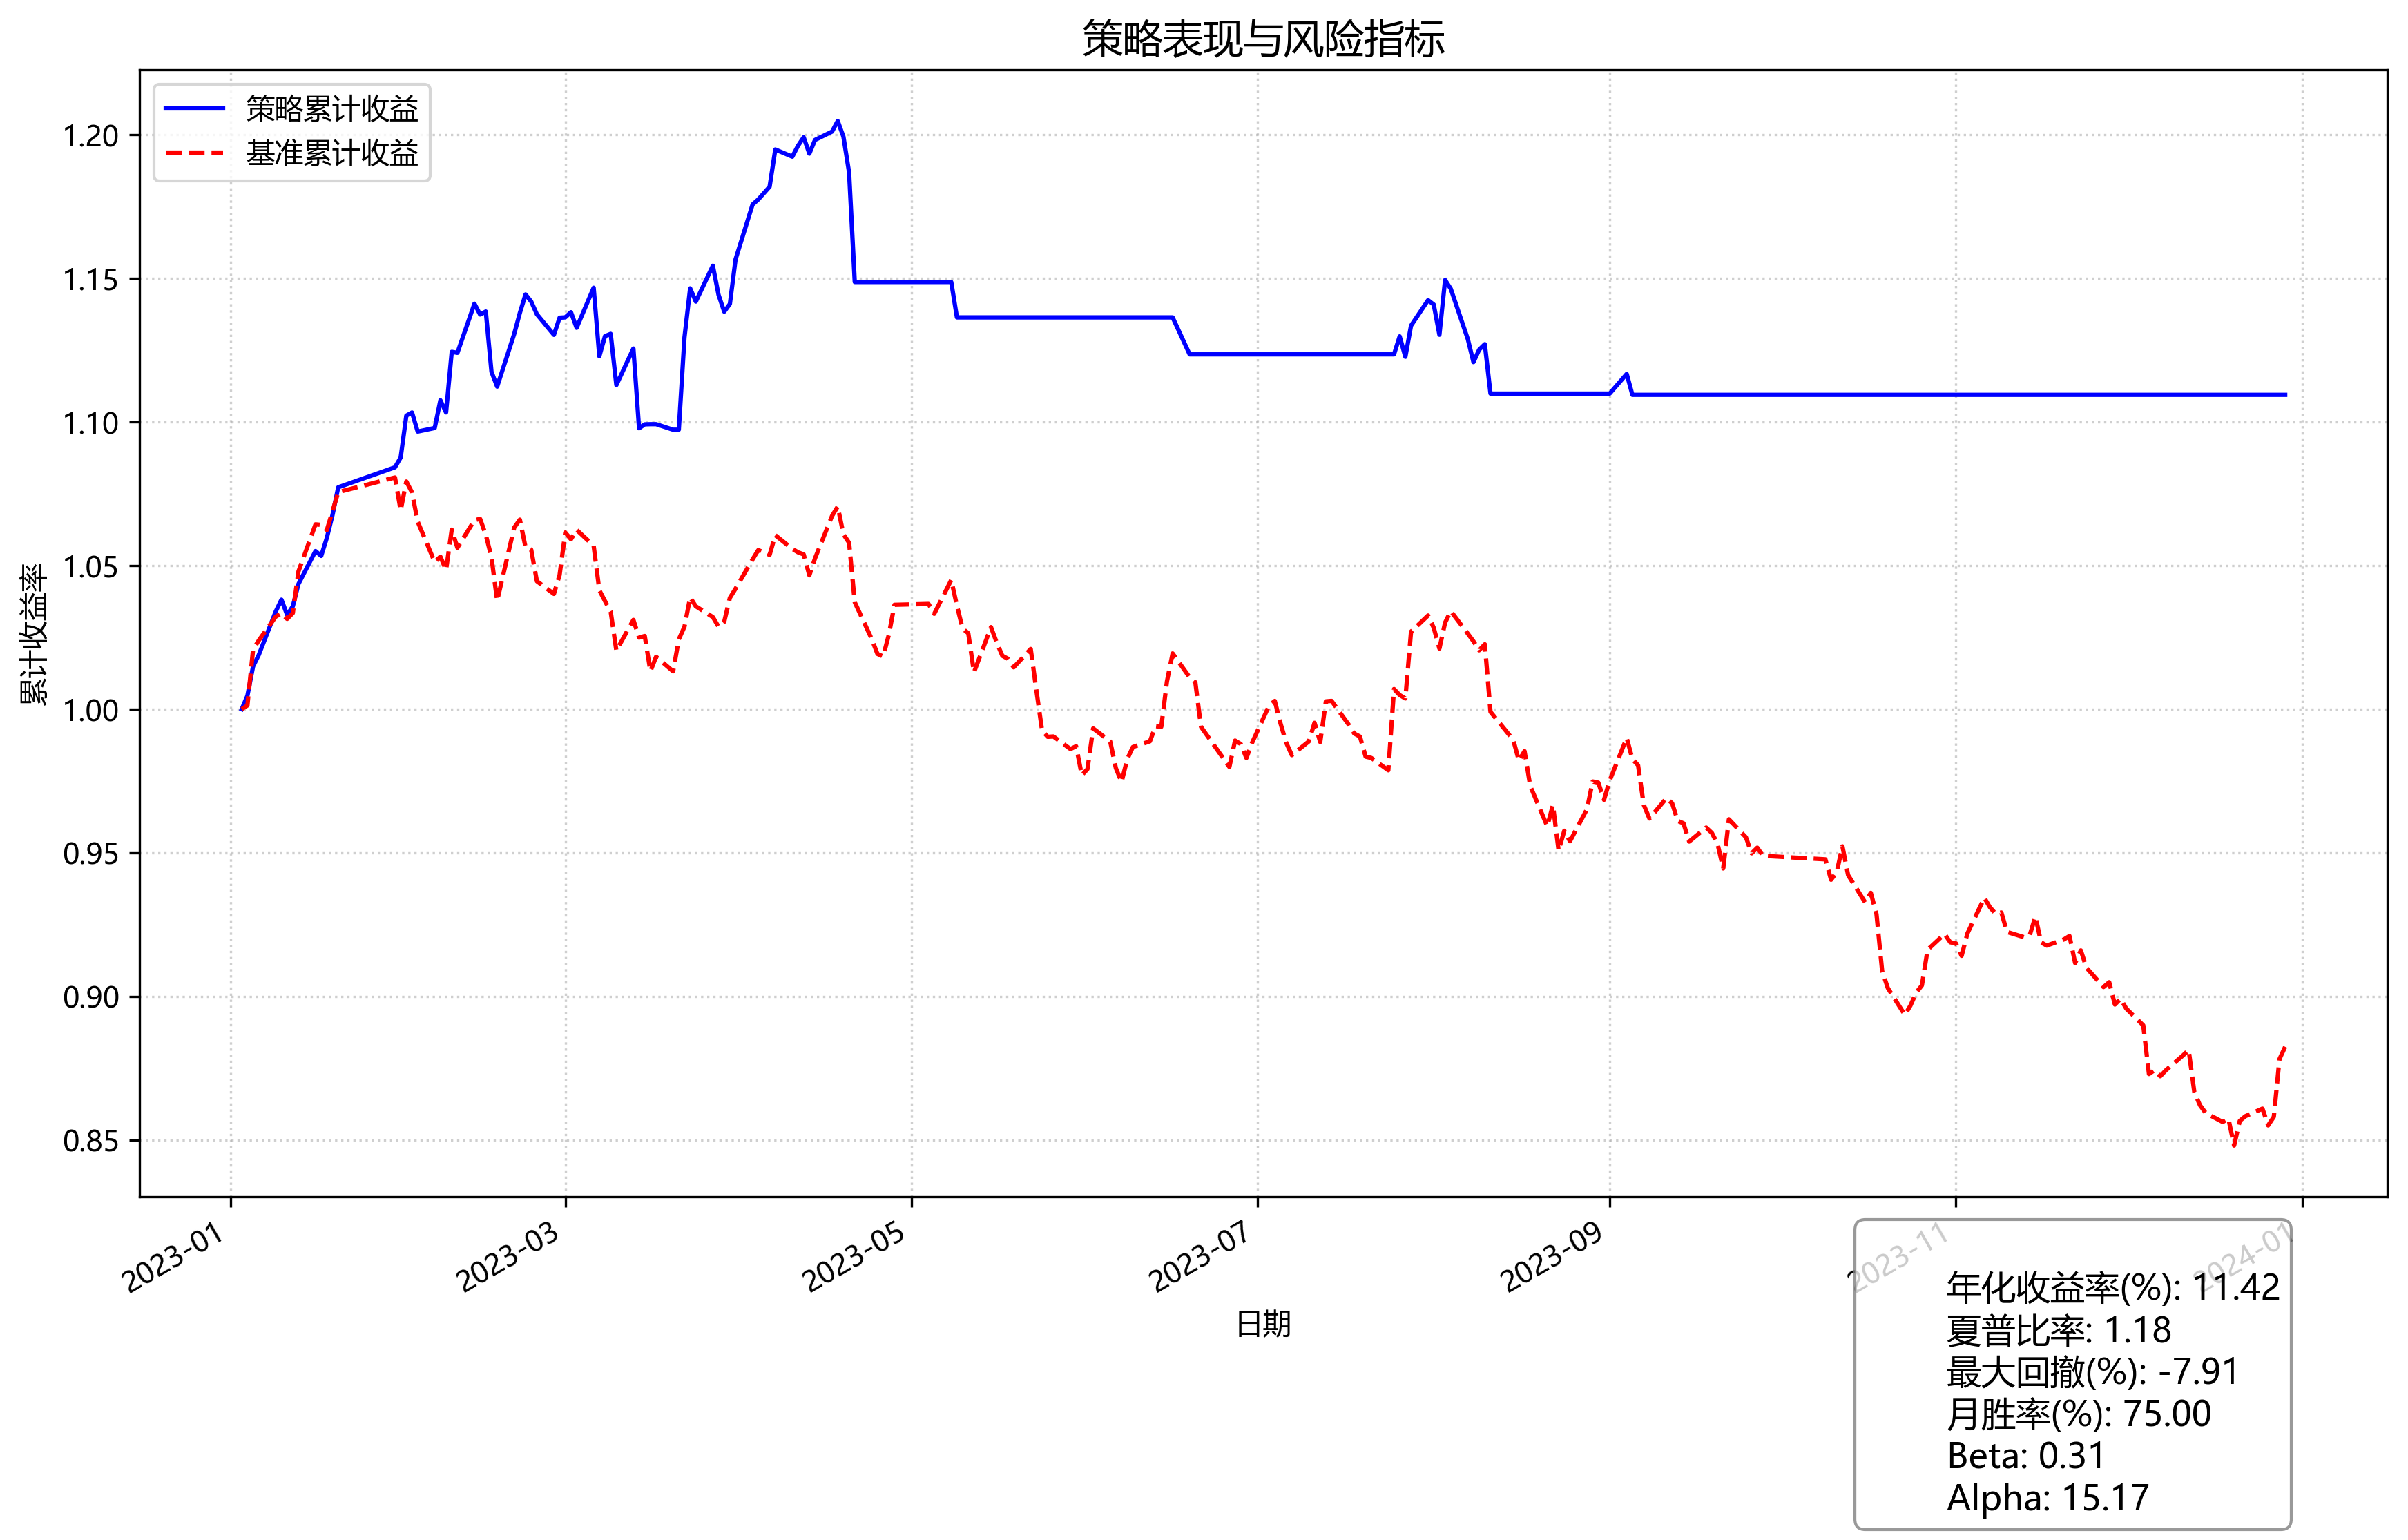 策略表现与风险指标
策略累计收益
基准累计收益
累计收益率
1.20
1.15
1.10
1.05
1.00
0.95
0.90
0.85
2023-01
2023-03
2023-05
2023-07
2023-09
2023-11
2024-01
日期
年化收益率(%): 11.42
夏普比率: 1.18
最大回撤(%): -7.91
月胜率(%): 75.00
Beta: 0.31
Alpha: 15.17